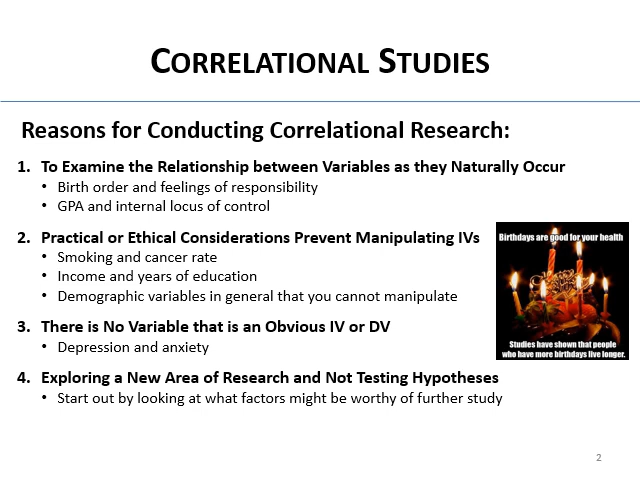 CORRELATIONAL STUDIES
Reasons for Conducting Correlational Research:
1. To Examine the Relationship between Variables as they Naturally Occur
• Birth order and feelings of responsibility
• GPA and internal locus of control
2. Practical or Ethical Considerations Prevent Manipulating IVs
• Smoking and cancer rate
• Income and years of education
• Demographic variables in general that you cannot manipulate
Birthdays are good for your health
Studies have shown that people
who have more birthdays live longer.
3. There is No Variable that is an Obvious IV or DV
• Depression and anxiety
4. Exploring a New Area of Research and Not Testing Hypotheses
• Start out by looking at what factors might be worthy of further study
2